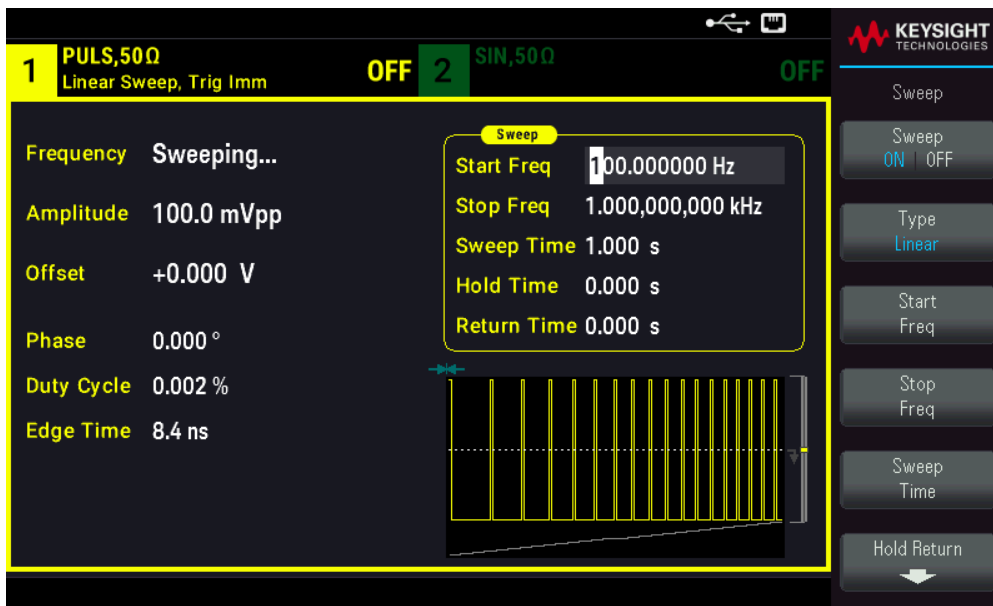 1
PULS,50Ω
Linear Sweep, Trig Imm
OFF
2
SIN,50Ω
OFF
Frequency Sweeping...
Amplitude 100.0 mVpp
Offset +0.000 V
Phase 0.000 °
Duty Cycle 0.002 %
Edge Time 8.4 ns
Sweep
Start Freq 100.000000 Hz
Stop Freq 1.000,000,000 kHz
Sweep Time 1.000 s
Hold Time 0.000 s
Return Time 0.000 s
KEYSIGHT
TECHNOLOGIES
Sweep
Sweep
ON | OFF
Type
Linear
Start
Freq
Stop
Freq
Sweep
Time
Hold Return